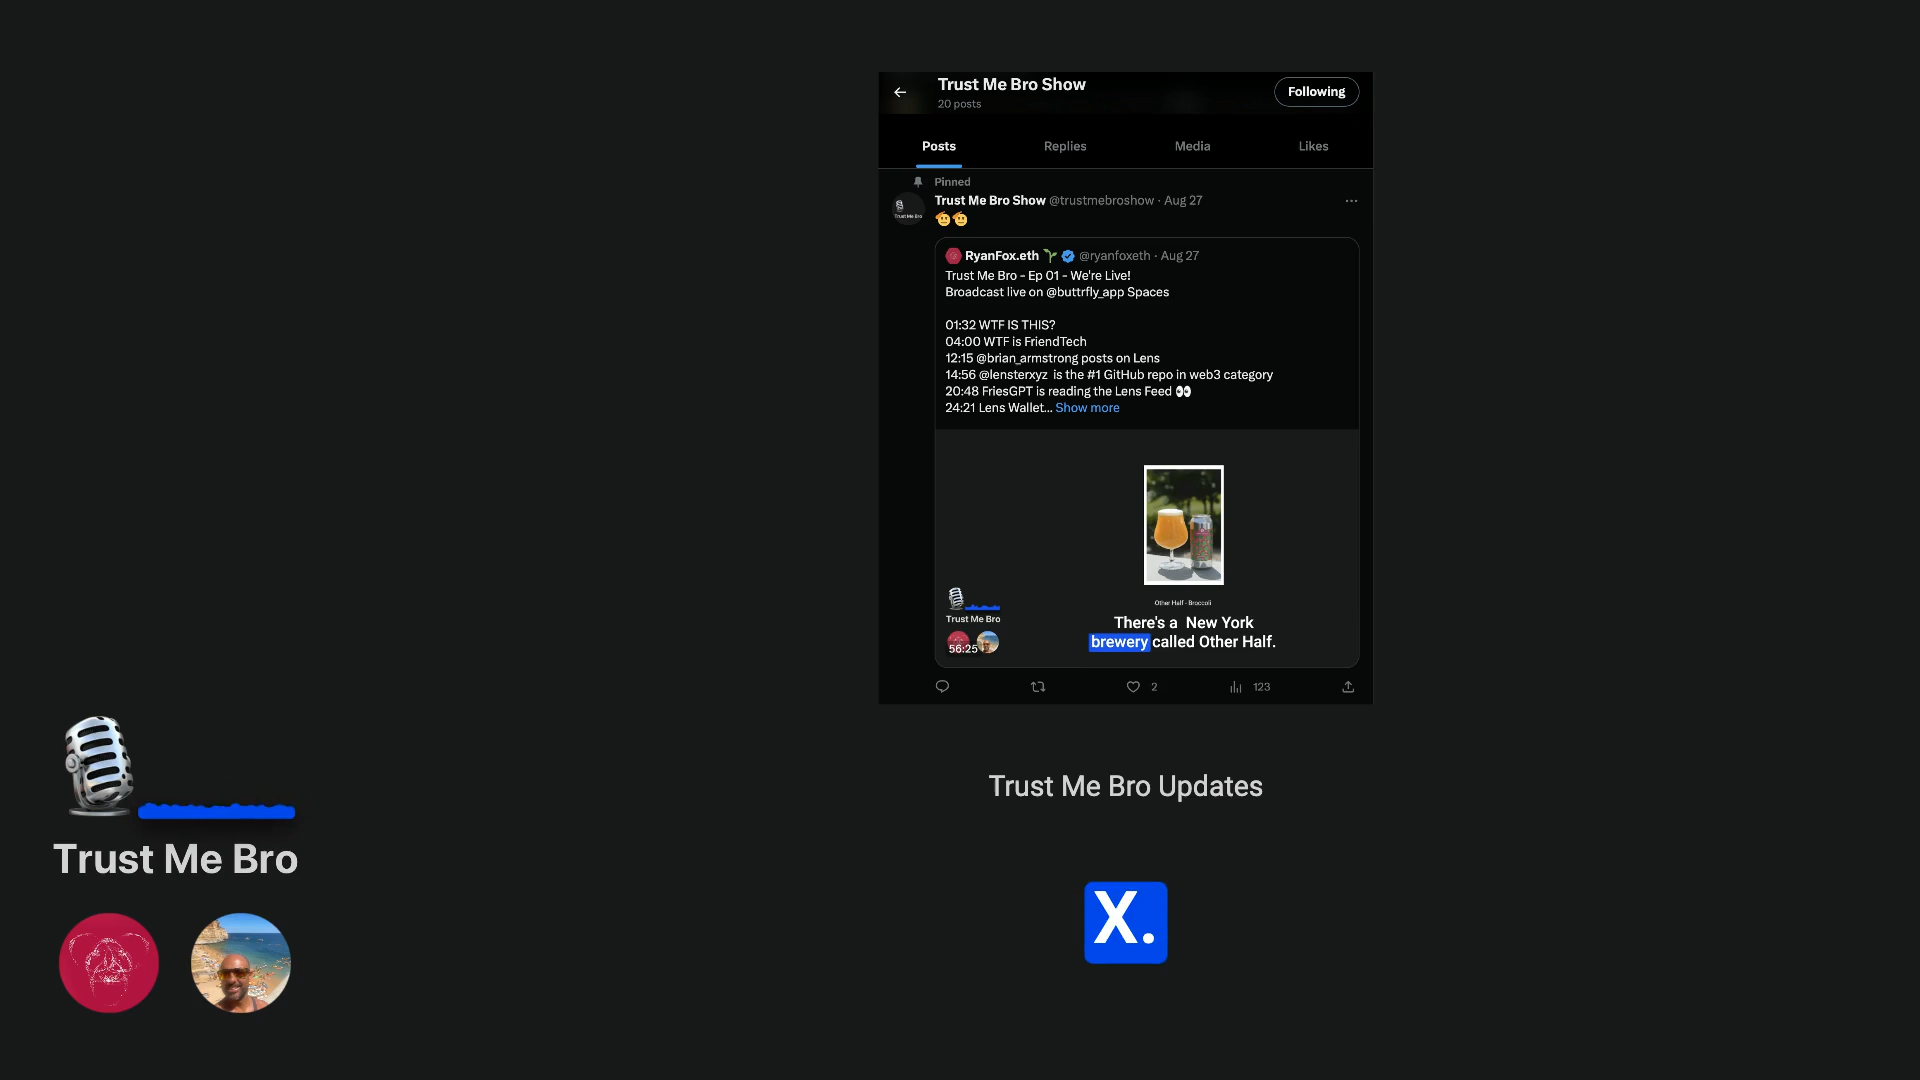 Trust Me Bro Show
20 posts
Following
Posts
Replies
Media
Likes
Pinned
Trust Me Bro Show @trustmebroshow · Aug 27
Trust Me Bro
RyanFox.eth @ryanfoxeth · Aug 27
Trust Me Bro - Ep 01 - We're Live!
Broadcast live on @buttrfly_app Spaces
01:32 WTF IS THIS?
04:00 WTF is FriendTech
12:15 @brian_armstrong posts on Lens
14:56 @lensterxyz is the #1 GitHub repo in web3 category
20:48 FriesGPT is reading the Lens Feed 👀
24:21 Lens Wallet... Show more
Other Half - Broccoli
There's a New York
brewery called Other Half.
Trust Me Bro
56:25
2
123
Trust Me Bro Updates
X.
Trust Me Bro